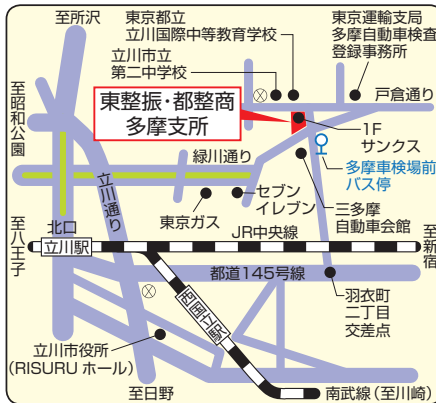 至所沢
東京都立
立川国際中等教育学校
東京運輸支局
多摩自動車検査
登録事務所
立川市立
第二中学校
戸倉通り
至昭和公園
東整振・都整商
多摩支所
1F
サンクス
緑川通り
多摩車検場前
バス停
立川通り
セブン
イレブン
東京ガス
三多摩
自動車会館
至八王子
北口
立川駅
JR中央線
至新宿
都道145号線
西国立駅
羽衣町
二丁目
交差点
立川市役所
(RISURU ホール)
至日野
南武線(至川崎)